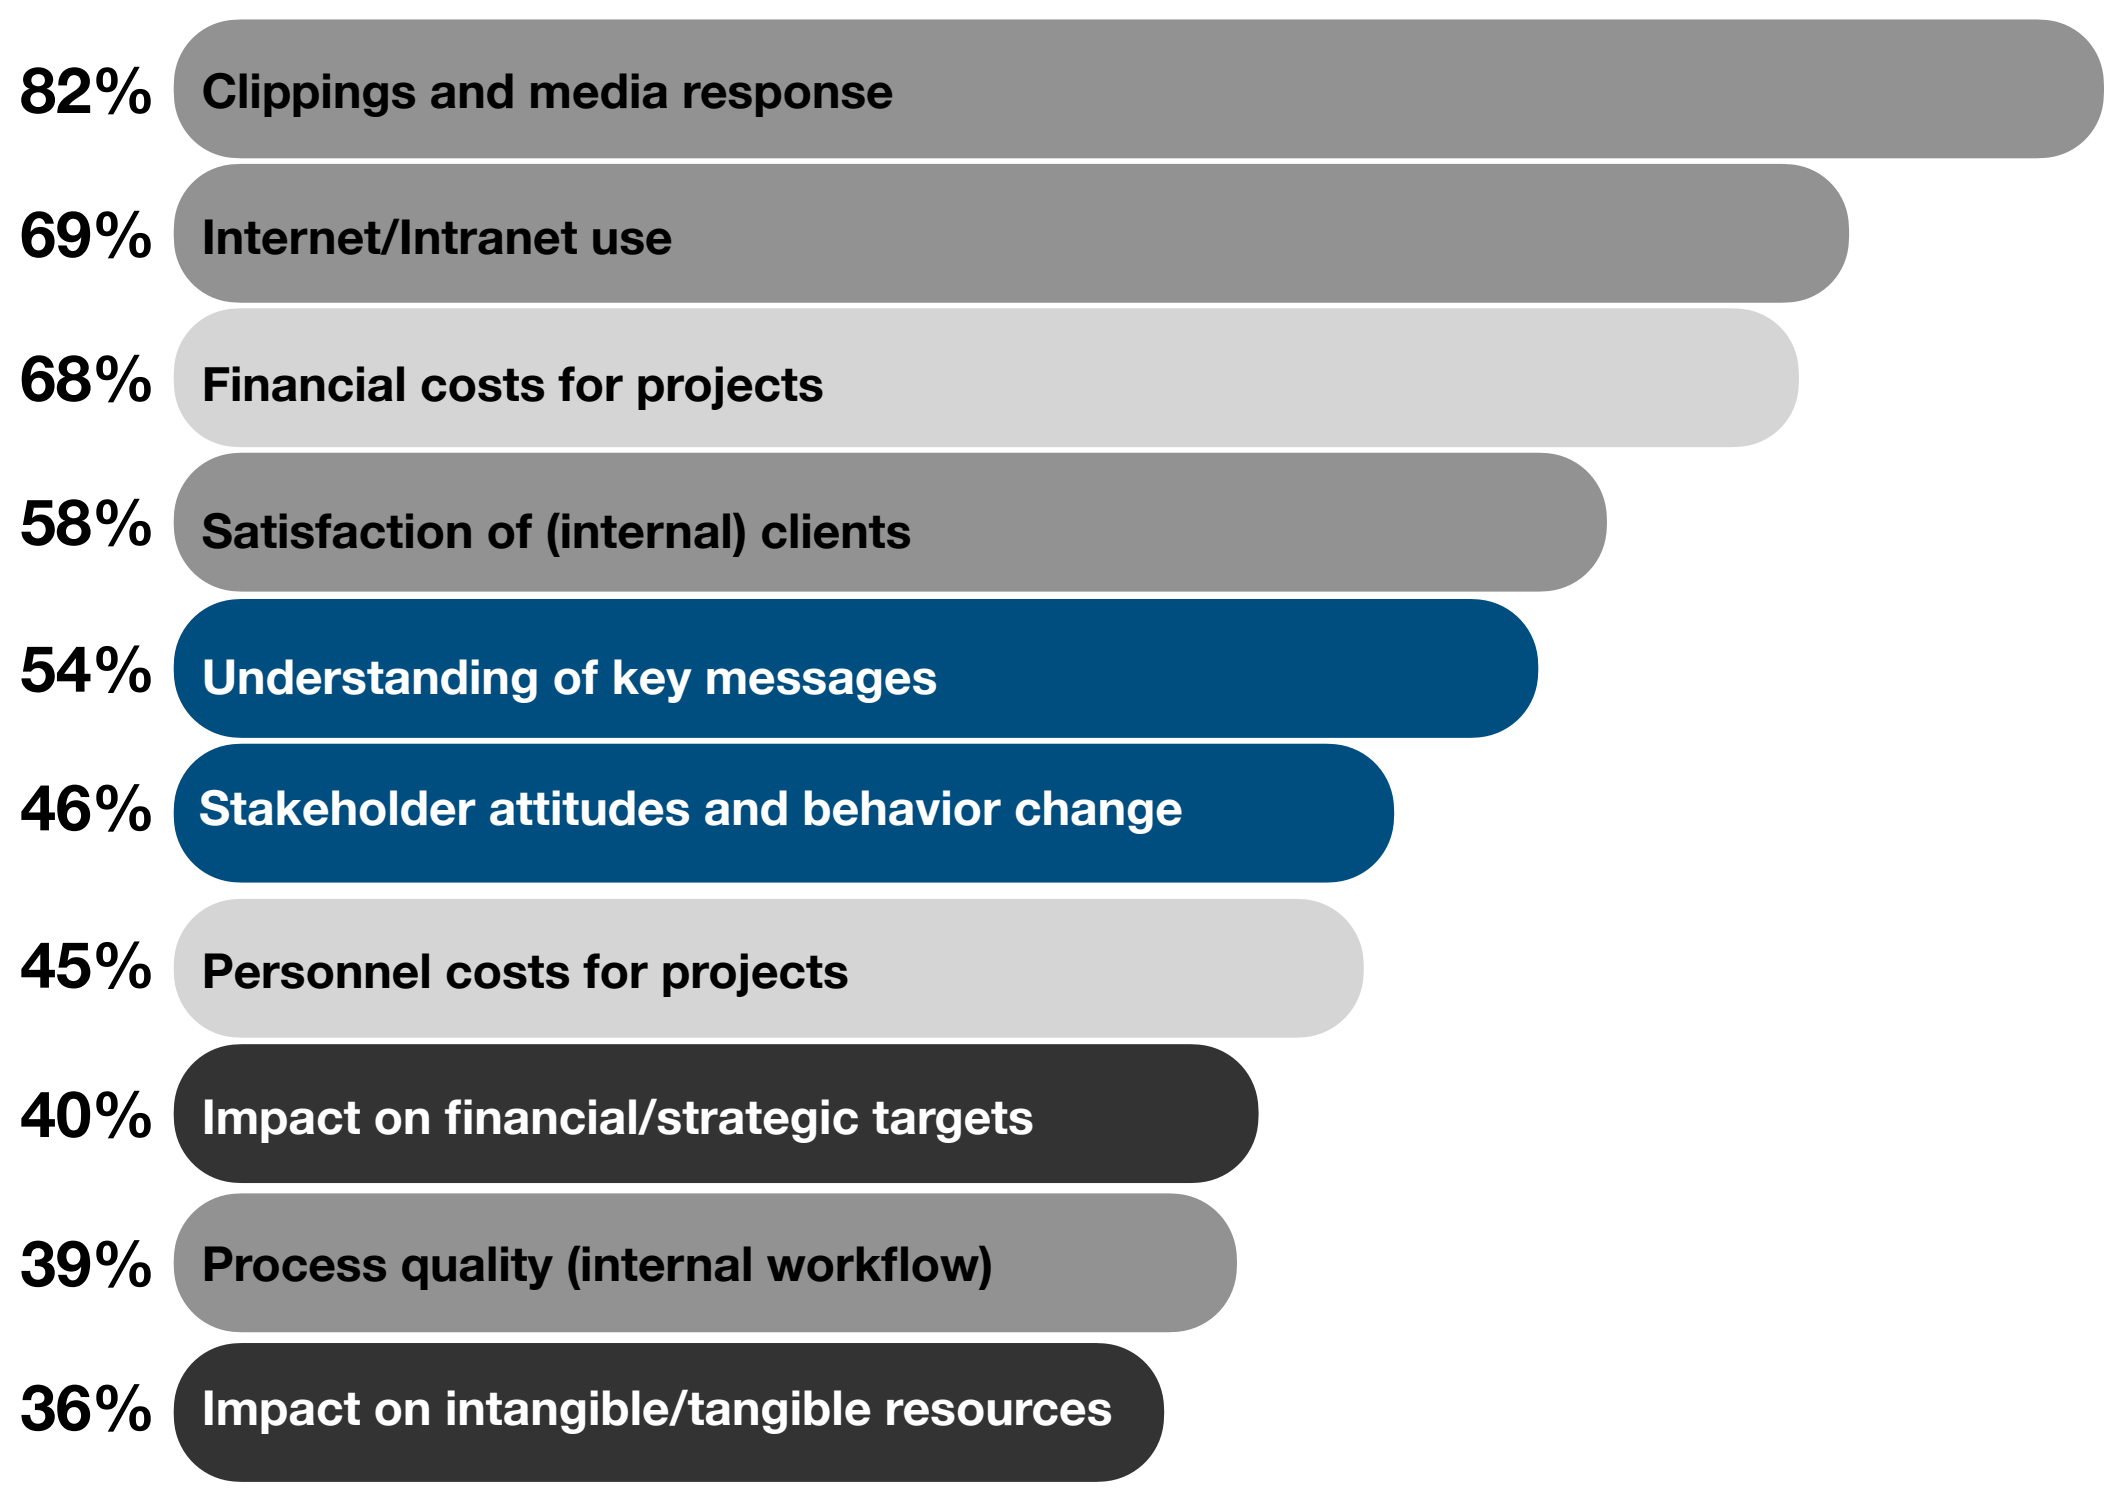 82% Clippings and media response
69% Internet/Intranet use
68% Financial costs for projects
58% Satisfaction of (internal) clients
54% Understanding of key messages
46% Stakeholder attitudes and behavior change
45% Personnel costs for projects
40% Impact on financial/strategic targets
39% Process quality (internal workflow)
36% Impact on intangible/tangible resources